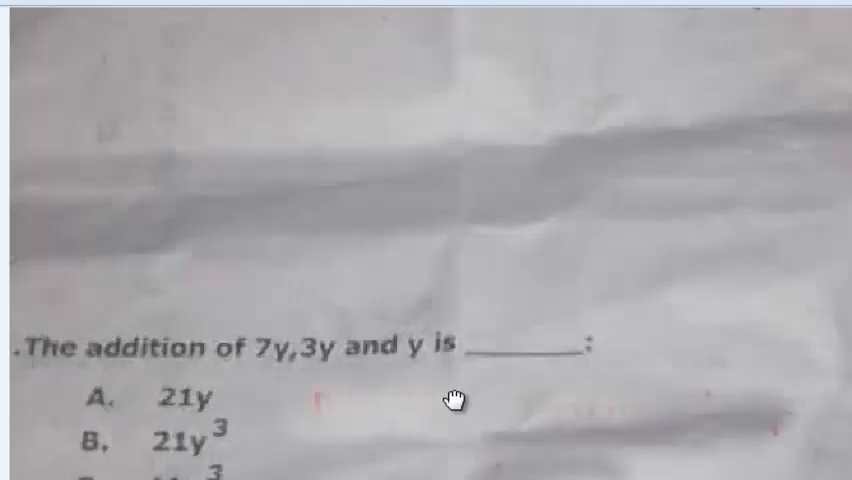 .The addition of 7y,3y and y is ________:
A. 21y
B. 21y³